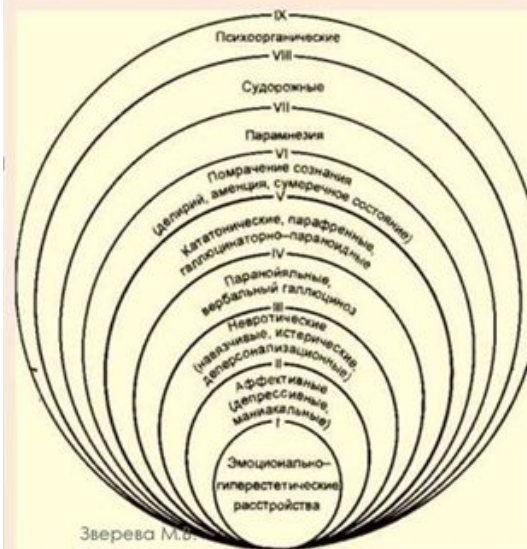 IX
Психоорганические
VIII
Судорожные
VII
Парамнезия
VI
Помрачение сознания
(делирий, аменция, сумеречное состояние)
V
Кататонические, парафренные,
галлюцинаторно-параноидные
IV
Паранойяльные,
вербальный галлюциноз
III
Невротические
(навязчивые, истерические,
деперсонализационные)
II
Аффективные
(депрессивные,
маниакальные)
I
Эмоционально-
гиперестетические
расстройства
Зверева М.В.